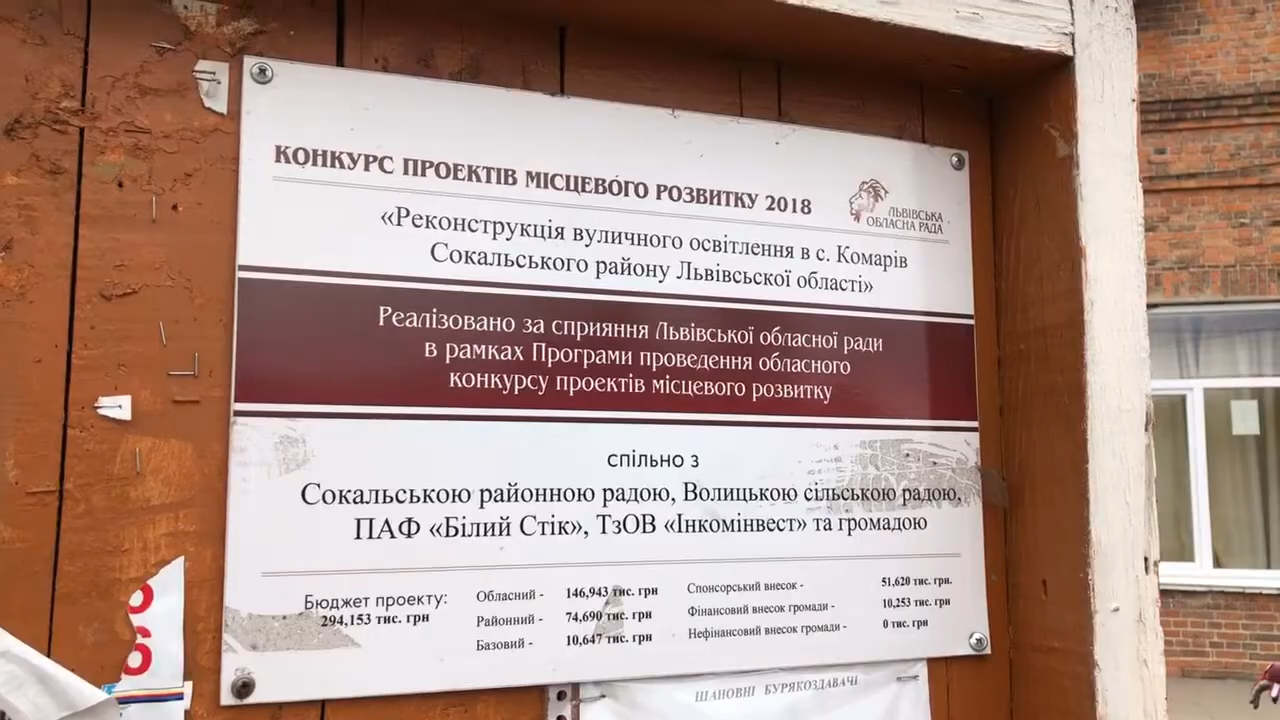 КОНКУРС ПРОЕКТІВ МІСЦЕВОГО РОЗВИТКУ 2018
ЛЬВІВСЬКА
ОБЛАСНА РАДА
«Реконструкція вуличного освітлення в с. Комарів
Сокальського району Львівсьскої області»
Реалізовано за сприяння Львівської обласної ради
в рамках Програми проведення обласного
конкурсу проектів місцевого розвитку
СПІЛЬНО З
Сокальською районною радою, Волицькою сільською радою,
ПАФ «Білий Стік», ТзОВ «Інкомінвест» та громадою
Бюджет проекту:
294,153 тис. грн
Обласний - 146,943 тис. грн
Районний - 74,690 тис. грн
Базовий - 10,647 тис. грн
Спонсорський внесок - 51,620 тис. грн.
Фінансовий внесок громади - 10,253 тис. грн
Нефінансовий внесок громади - 0 тис. грн
ШАНОВНІ БУРЯКОЗДАВАЧІ